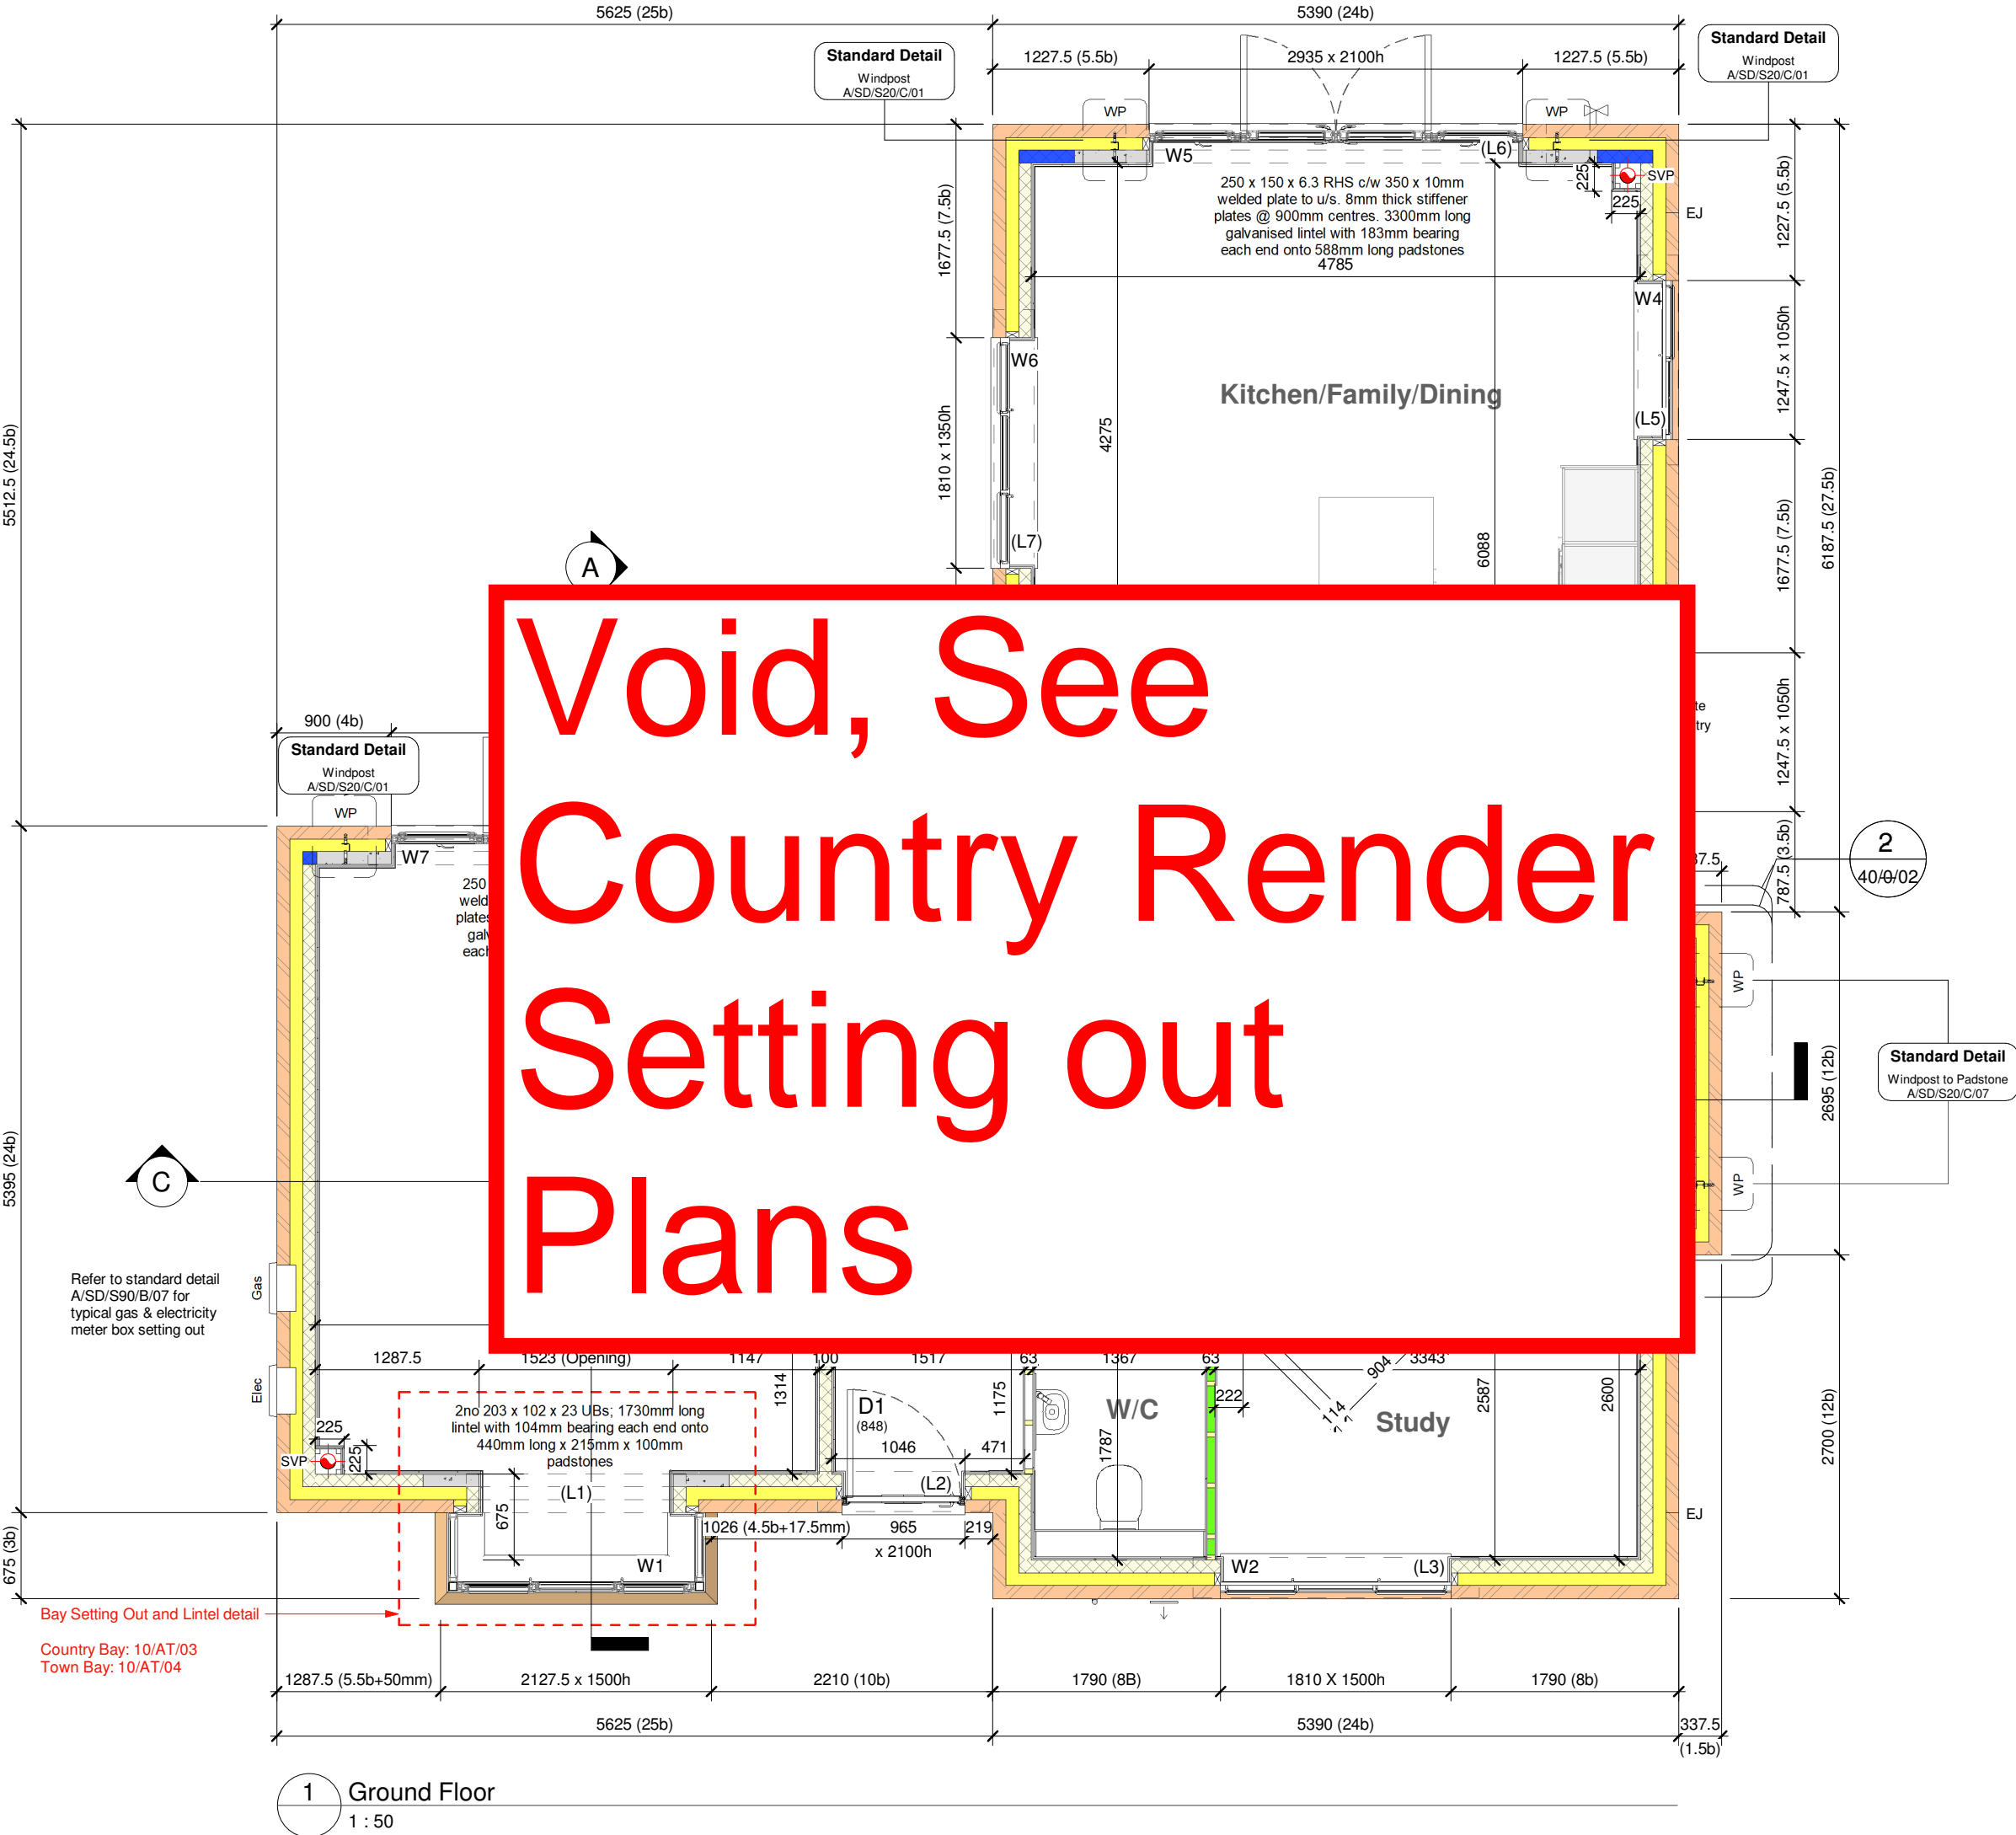 5625 (25b)
5390 (24b)
Standard Detail
Windpost
A/SD/S20/C/01
1227.5 (5.5b)
2935 x 2100h
1227.5 (5.5b)
Standard Detail
Windpost
A/SD/S20/C/01
WP
WP
W5
(L6)
SVP
225
225
EJ
250 x 150 x 6.3 RHS c/w 350 x 10mm
welded plate to u/s. 8mm thick stiffener
plates @ 900mm centres. 3300mm long
galvanised lintel with 183mm bearing
each end onto 588mm long padstones
4785
1677.5 (7.5b)
1227.5 (5.5b)
W4
W6
Kitchen/Family/Dining
1247.5 x 1050h
(L5)
4275
1810 x 1350h
5512.5 (24.5b)
6187.5 (27.5b)
1677.5 (7.5b)
6088
(L7)
A
Void, See
Country Render
Setting out
Plans
900 (4b)
Standard Detail
Windpost
A/SD/S20/C/01
WP
W7
250
1247.5 x 1050h
787.5 (3.5b)
2
40/0/02
WP
WP
Standard Detail
Windpost to Padstone
A/SD/S20/C/07
2695 (12b)
5395 (24b)
C
Refer to standard detail
A/SD/S90/B/07 for
typical gas & electricity
meter box setting out
Gas
Elec
1287.5
1523 (Opening)
1147
100
1517
63
1367
63
3343
904
114
222
1314
1175
2587
2600
2700 (12b)
2no 203 x 102 x 23 UBs; 1730mm long
lintel with 104mm bearing each end onto
440mm long x 215mm x 100mm
padstones
D1
(848)
W/C
Study
1046
471
1787
225
225
SVP
(L1)
(L2)
675
1026 (4.5b+17.5mm)
965
219
x 2100h
EJ
W1
W2
(L3)
675 (3b)
Bay Setting Out and Lintel detail
Country Bay: 10/AT/03
Town Bay: 10/AT/04
1287.5 (5.5b+50mm)
2127.5 x 1500h
2210 (10b)
1790 (8B)
1810 X 1500h
1790 (8b)
5625 (25b)
5390 (24b)
337.5
(1.5b)
1
Ground Floor
1 : 50